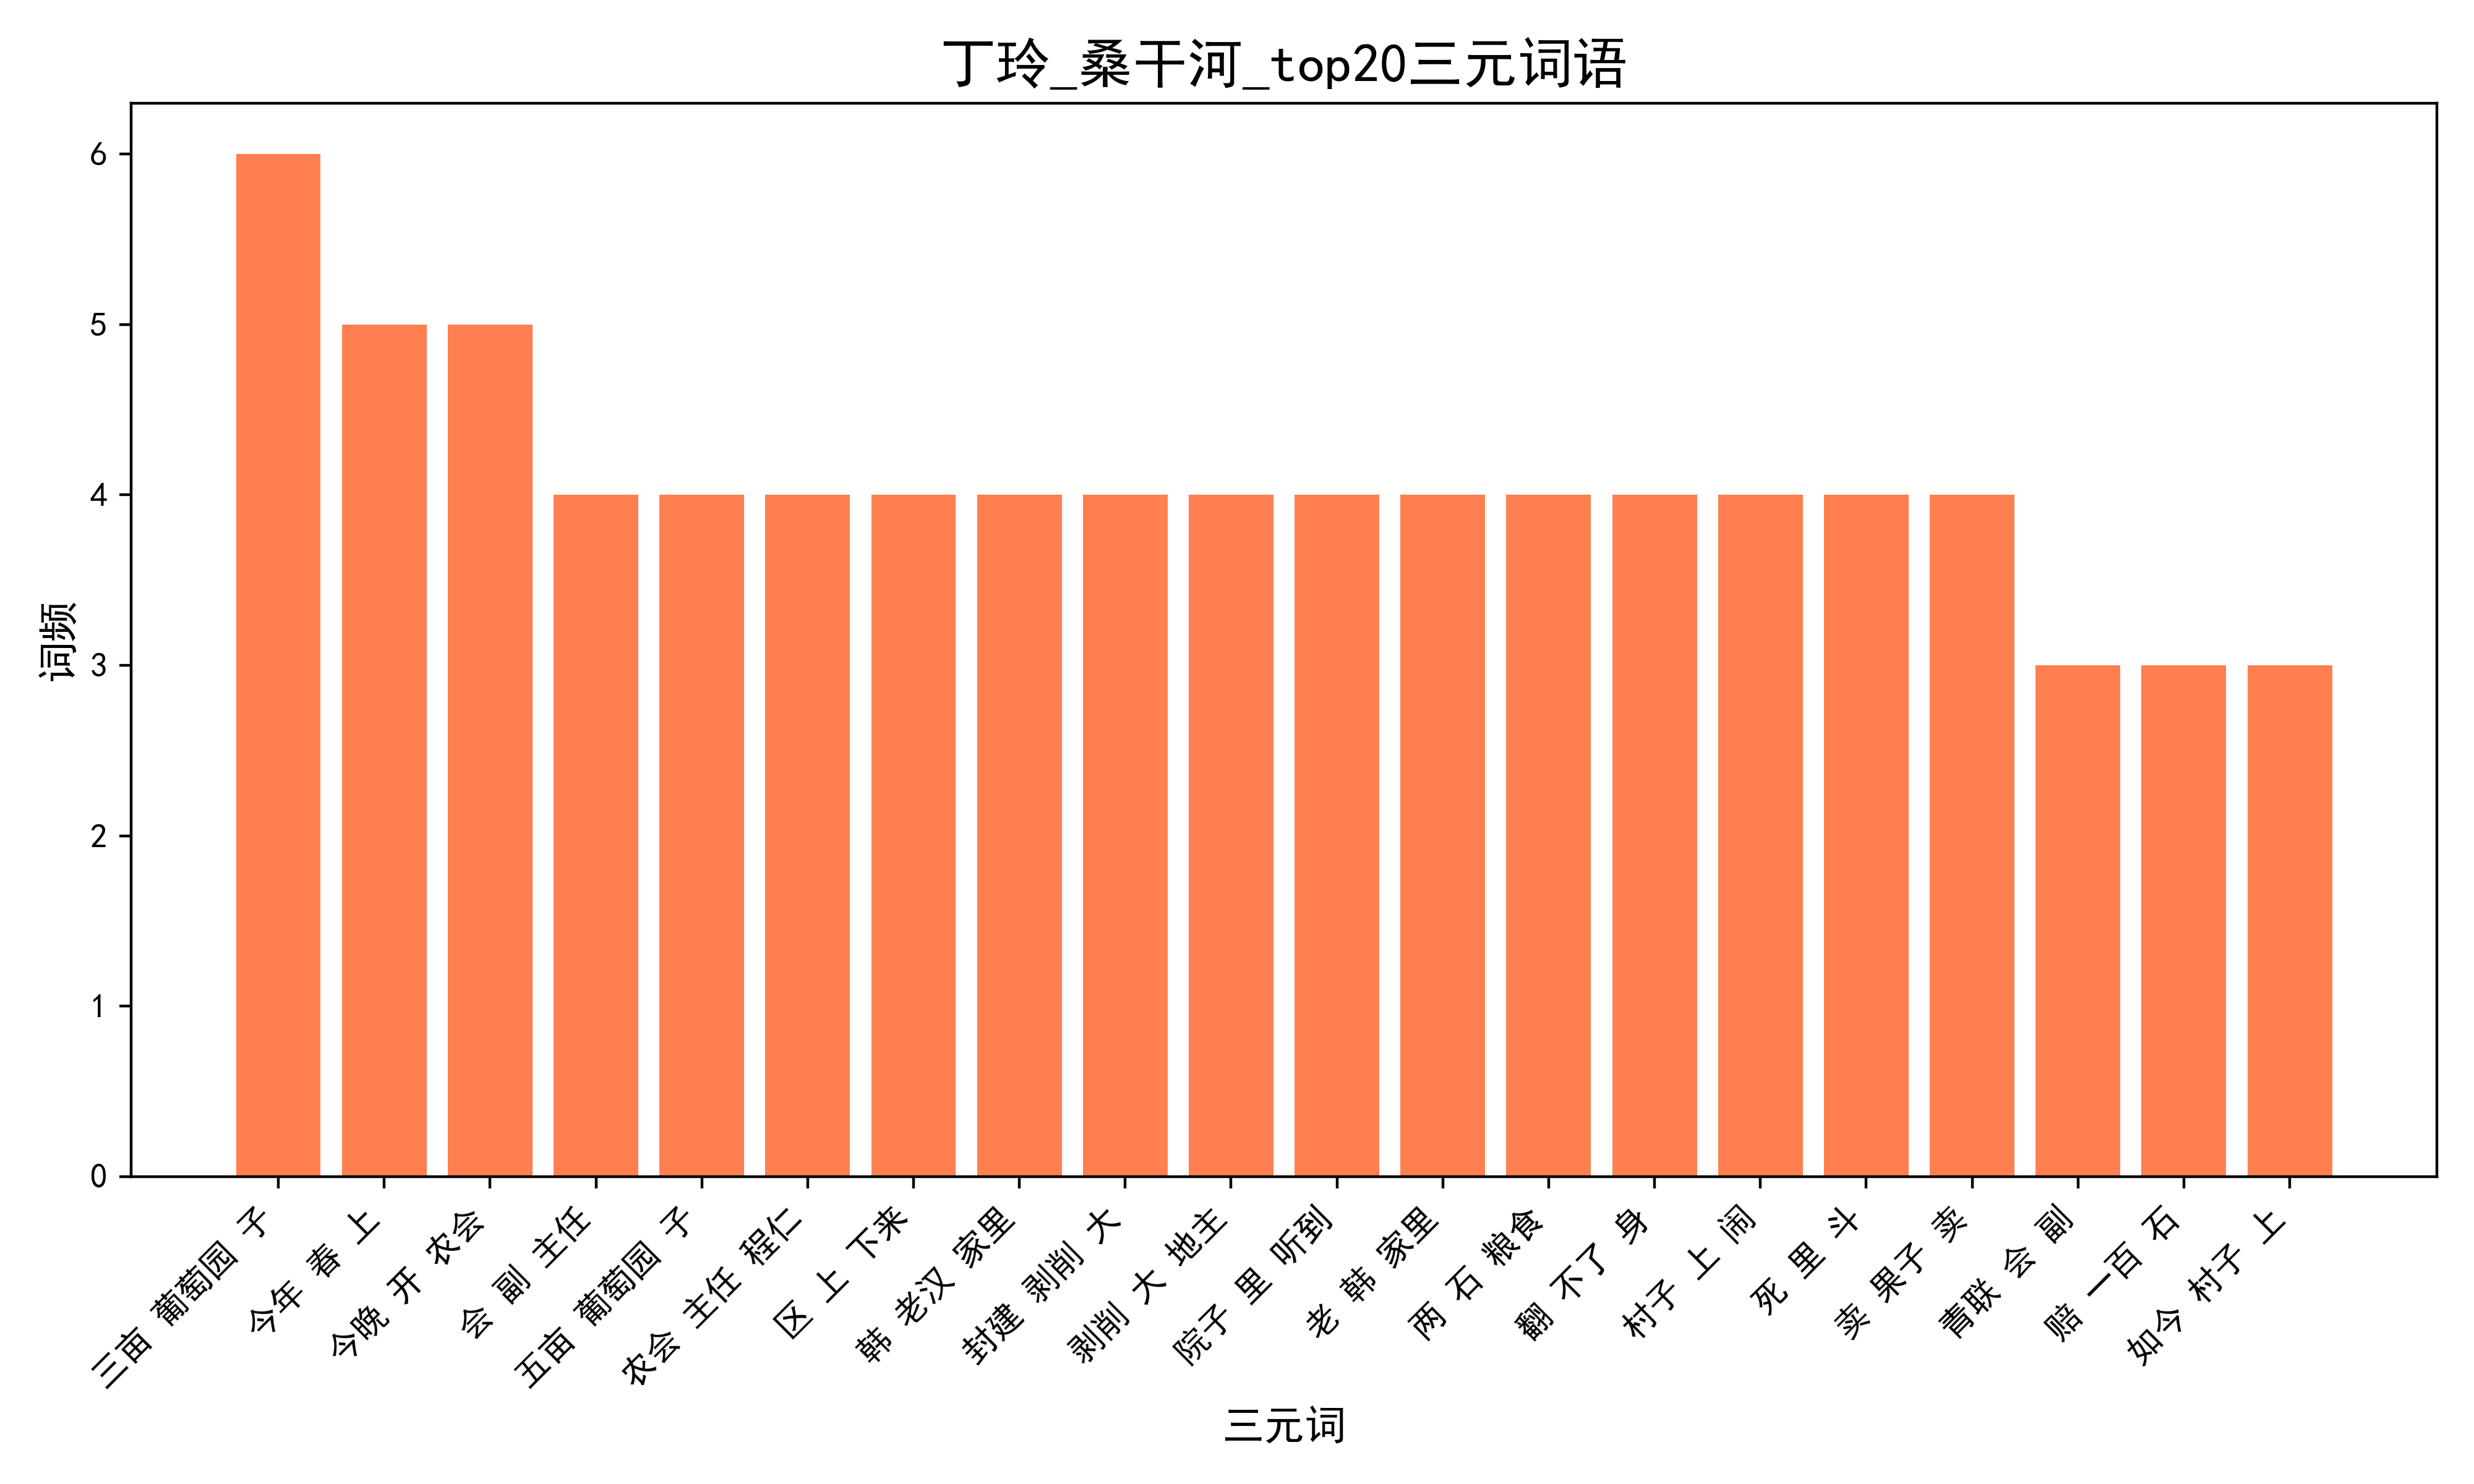 丁玲_桑干河_top20三元词语
词频
6
5
4
3
2
1
0
三亩 葡萄园 子
今年 春 上
今晚 开 农会
会 副 主任
五亩 葡萄园 子
农会 主任 程仁
区 上 下来
韩 老汉 家里
封建 剥削 大
剥削 大 地主
院子 里 听到
老 韩 家里
两 石 粮食
翻 不了 身
村子 上 闹
死 里 斗
卖 果子 卖
青联 会 副
赔 一百 石
如今 村子 上
三元词